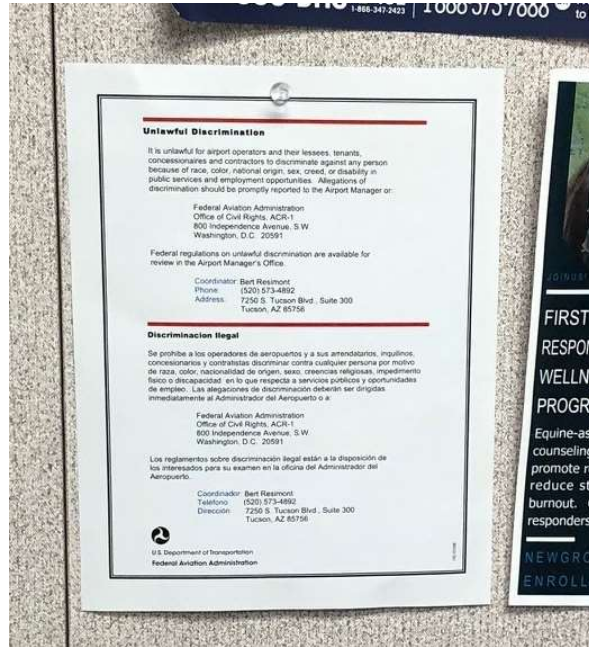 1-866-347-2423
to
Unlawful Discrimination
It is unlawful for airport operators and their lessees, tenants,
concessionaires and contractors to discriminate against any person
because of race, color, national origin, sex, creed, or disability in
public services and employment opportunities. Allegations of
discrimination should be promptly reported to the Airport Manager or:
Federal Aviation Administration
Office of Civil Rights, ACR-1
800 Independence Avenue, S.W.
Washington, D.C. 20591
Federal regulations on unlawful discrimination are available for
review in the Airport Manager's Office.
Coordinator: Bert Resimont
Phone: (520) 573-4892
Address: 7250 S. Tucson Blvd., Suite 300
Tucson, AZ 85756
Discriminacion Ilegal
Se prohibe a los operadores de aeropuertos y a sus arrendatarios, inquilinos,
concesionarios y contratistas discriminar contra cualquier persona por motivo
de raza, color, nacionalidad de origen, sexo, creencias religiosas, impedimento
físico o discapacidad en lo que respecta a servicios públicos y oportunidades
de empleo. Las alegaciones de discriminación deberán ser dirigidas
inmediatamente al Administrador del Aeropuerto o a:
Federal Aviation Administration
Office of Civil Rights, ACR-1
800 Independence Avenue, S.W.
Washington, D.C. 20591
Los reglamentos sobre discriminación ilegal están a la disposición de
los interesados para su examen en la oficina del Administrador del
Aeropuerto.
Coordinador: Bert Resimont
Teléfono: (520) 573-4892
Dirección: 7250 S. Tucson Blvd., Suite 300
Tucson, AZ 85756
U.S. Department of Transportation
Federal Aviation Administration
JOIN US!
FIRST
RESPON
WELLN
PROGR
Equine-as
counseling
promote r
reduce st
burnout.
responders
NEWGRO
ENROLL